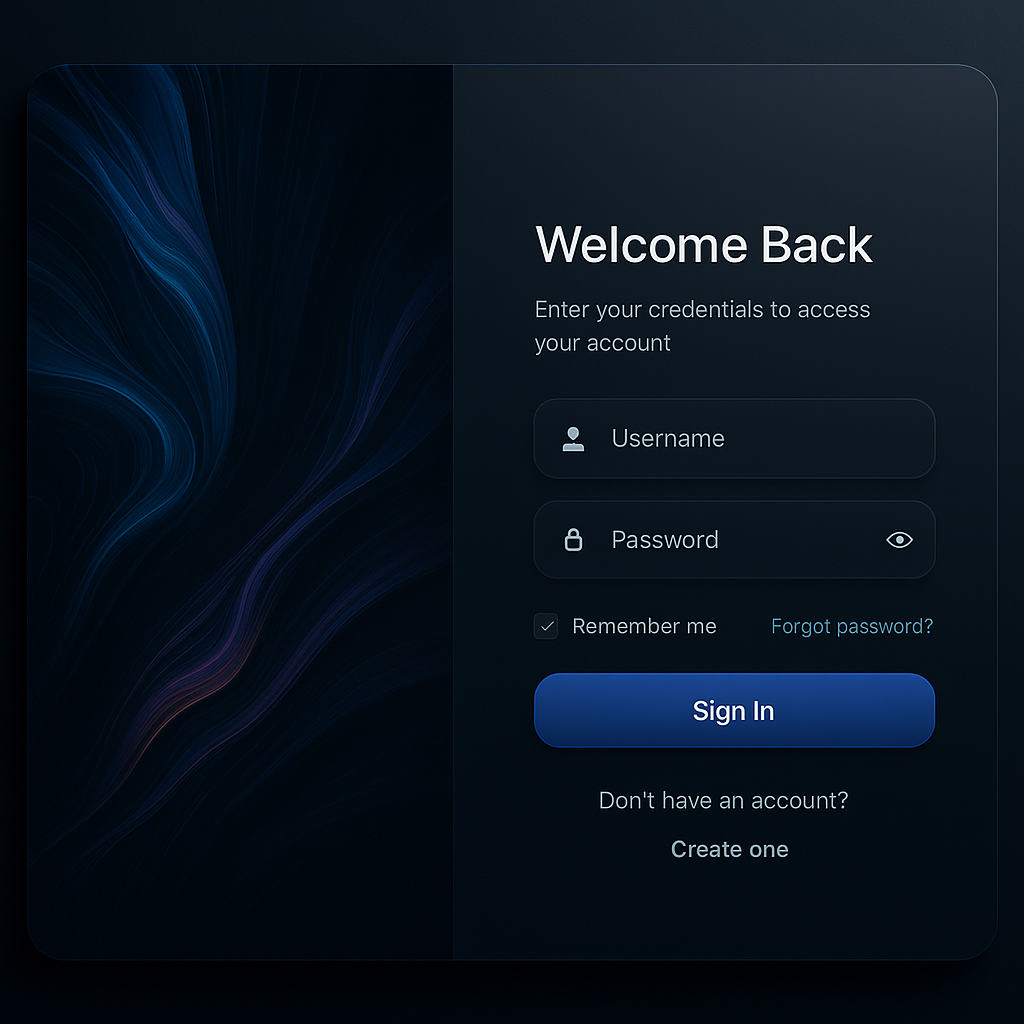 Welcome Back
Enter your credentials to access
your account
Username
Password
Remember me
Forgot password?
Sign In
Don't have an account?
Create one